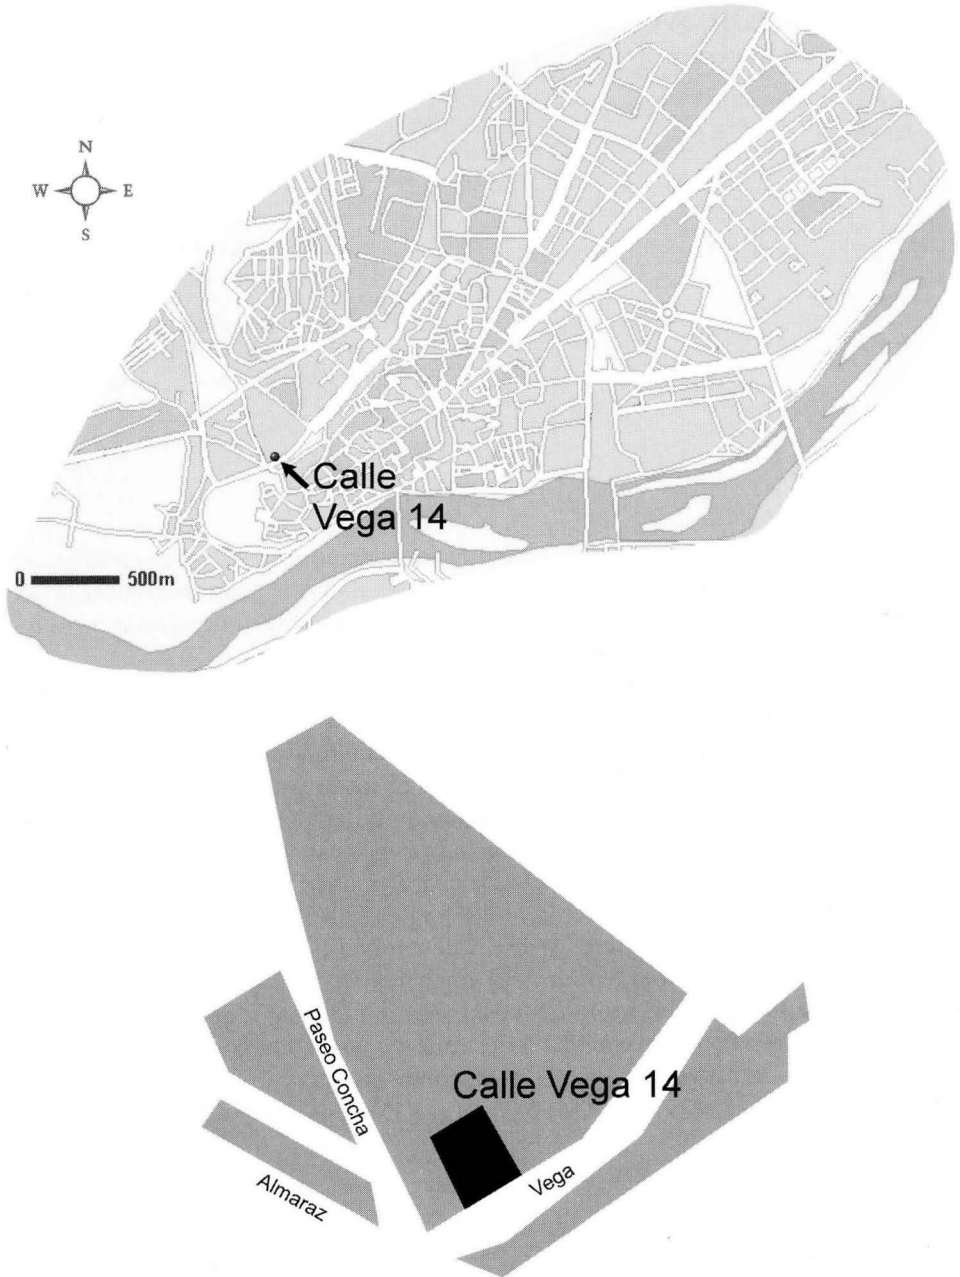 N
W E
S
Calle
Vega 14
0 500m
Paseo Concha
Calle Vega 14
Almaraz
Vega